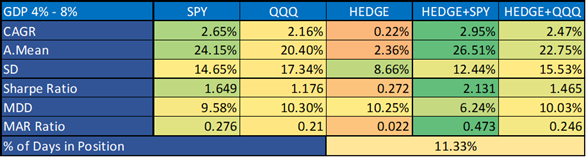 GDP 4% - 8% SPY QQQ HEDGE HEDGE+SPY HEDGE+QQQ
CAGR 2.65% 2.16% 0.22% 2.95% 2.47%
A.Mean 24.15% 20.40% 2.36% 26.51% 22.75%
SD 14.65% 17.34% 8.66% 12.44% 15.53%
Sharpe Ratio 1.649 1.176 0.272 2.131 1.465
MDD 9.58% 10.30% 10.25% 6.24% 10.03%
MAR Ratio 0.276 0.21 0.022 0.473 0.246
% of Days in Position 11.33%